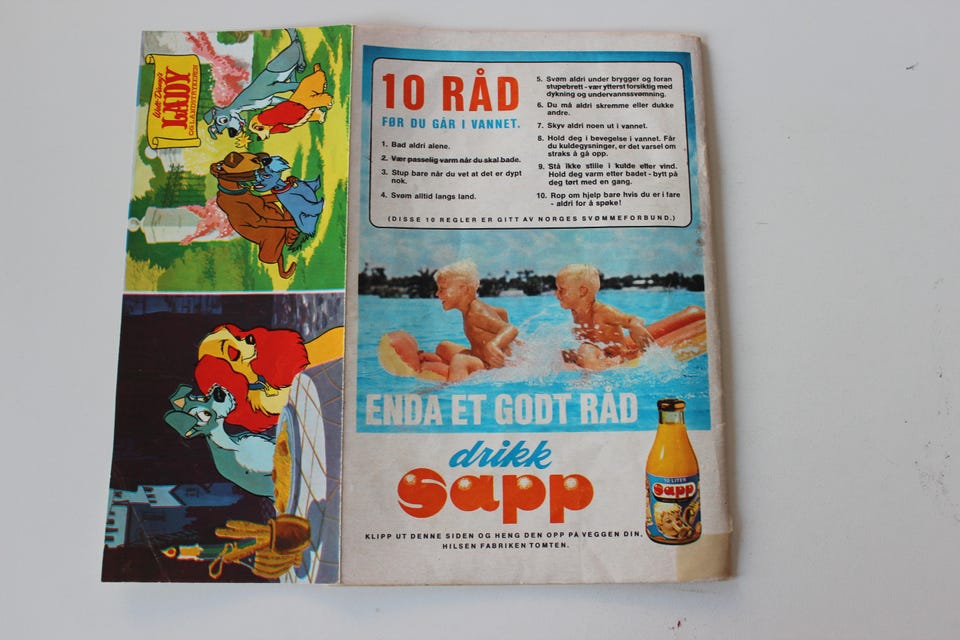 Walt Disney's
LADY
OG LANDSTRYKEREN
10 RÅD
FØR DU GÅR I VANNET.
1. Bad aldri alene.
2. Vær passelig varm når du skal bade.
3. Stup bare når du vet at det er dypt
nok.
4. Svøm alltid langs land.
5. Svøm aldri under brygger og foran
stupebrett - vær ytterst forsiktig med
dykning og undervannssvømning.
6. Du må aldri skremme eller dukke
andre.
7. Skyv aldri noen ut i vannet.
8. Hold deg i bevegelse i vannet. Får
du kuldegysninger, er det varsel om
straks å gå opp.
9. Stå ikke stille i kulde etter vind.
Hold deg varm etter badet - bytt på
deg tørt med en gang.
10. Rop om hjelp bare hvis du er i fare
- aldri for å spøke!
(DISSE 10 REGLER ER GITT AV NORGES SVØMMEFORBUND.)
ENDA ET GODT RÅD
drikk
sapp
10 LITER
sapp
KLIPP UT DENNE SIDEN OG HENG DEN OPP PÅ VEGGEN DIN,
HILSEN FABRIKEN TOMTEN.